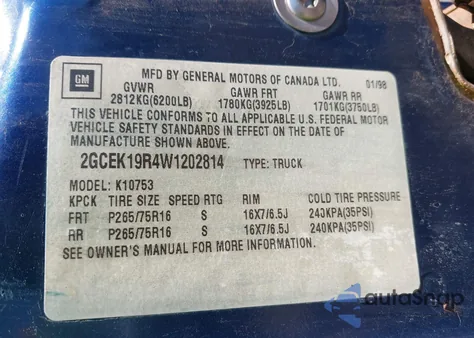 GM
MFD BY GENERAL MOTORS OF CANADA LTD. 01/98
GVWR GAWR FRT GAWR RR
2812KG(6200LB) 1780KG(3925LB) 1701KG(3750LB)
THIS VEHICLE CONFORMS TO ALL APPLICABLE U.S. FEDERAL MOTOR
VEHICLE SAFETY STANDARDS IN EFFECT ON THE DATE OF
MANUFACTURE SHOWN ABOVE.
2GCEK19R4W1202814 TYPE: TRUCK
MODEL: K10753
KPCK TIRE SIZE SPEED RTG RIM COLD TIRE PRESSURE
FRT P265/75R16 S 16X7/6.5J 240KPA(35PSI)
RR P265/75R16 S 16X7/6.5J 240KPA(35PSI)
SEE OWNER'S MANUAL FOR MORE INFORMATION.
autoSnap